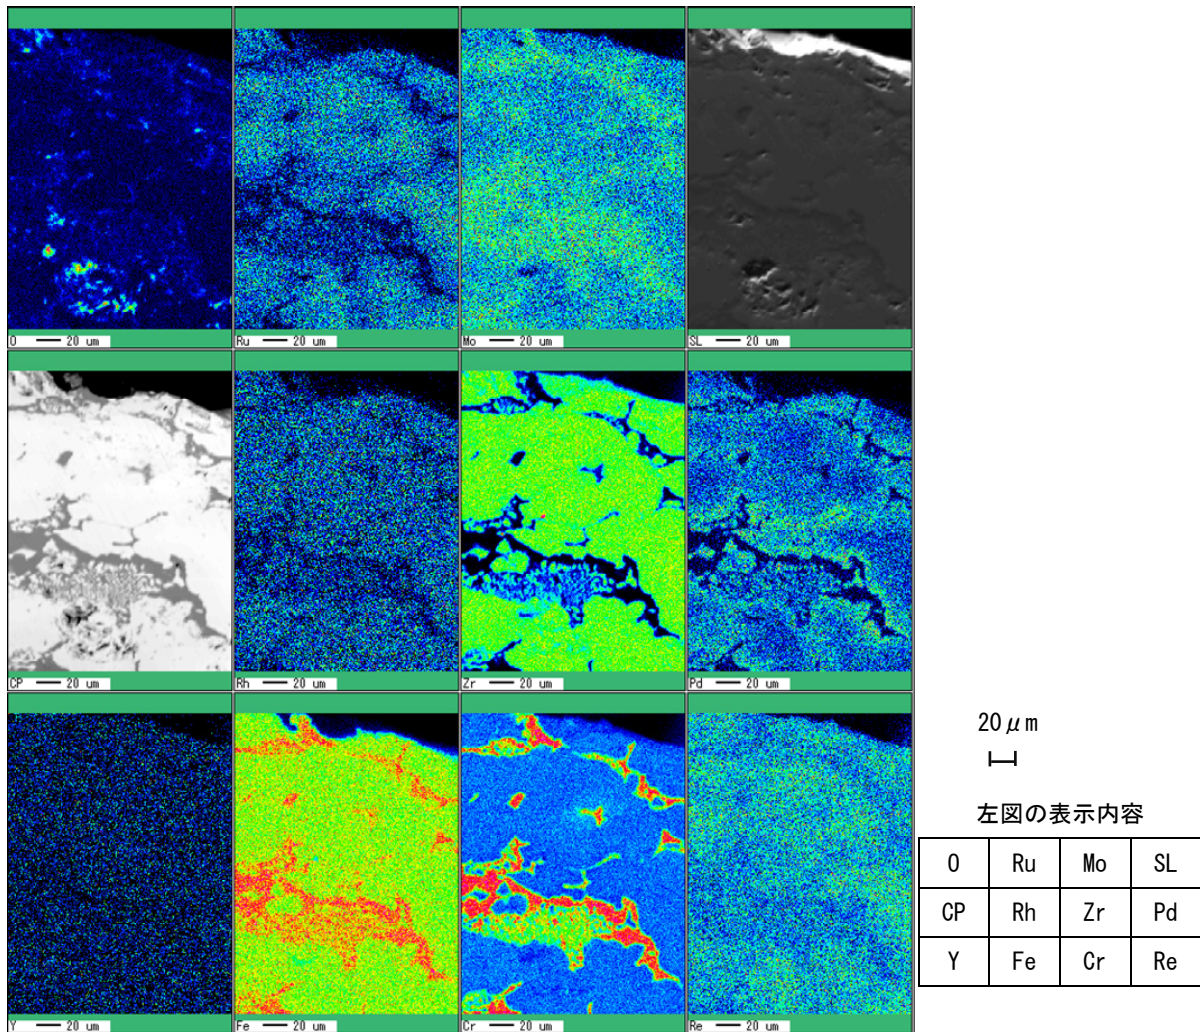 O 20 um
Ru 20 um
Mo 20 um
SL 20 um
CP 20 um
Rh 20 um
Zr 20 um
Pd 20 um
Y 20 um
Fe 20 um
Cr 20 um
Re 20 um
20μm
左図の表示内容
O Ru Mo SL
CP Rh Zr Pd
Y Fe Cr Re